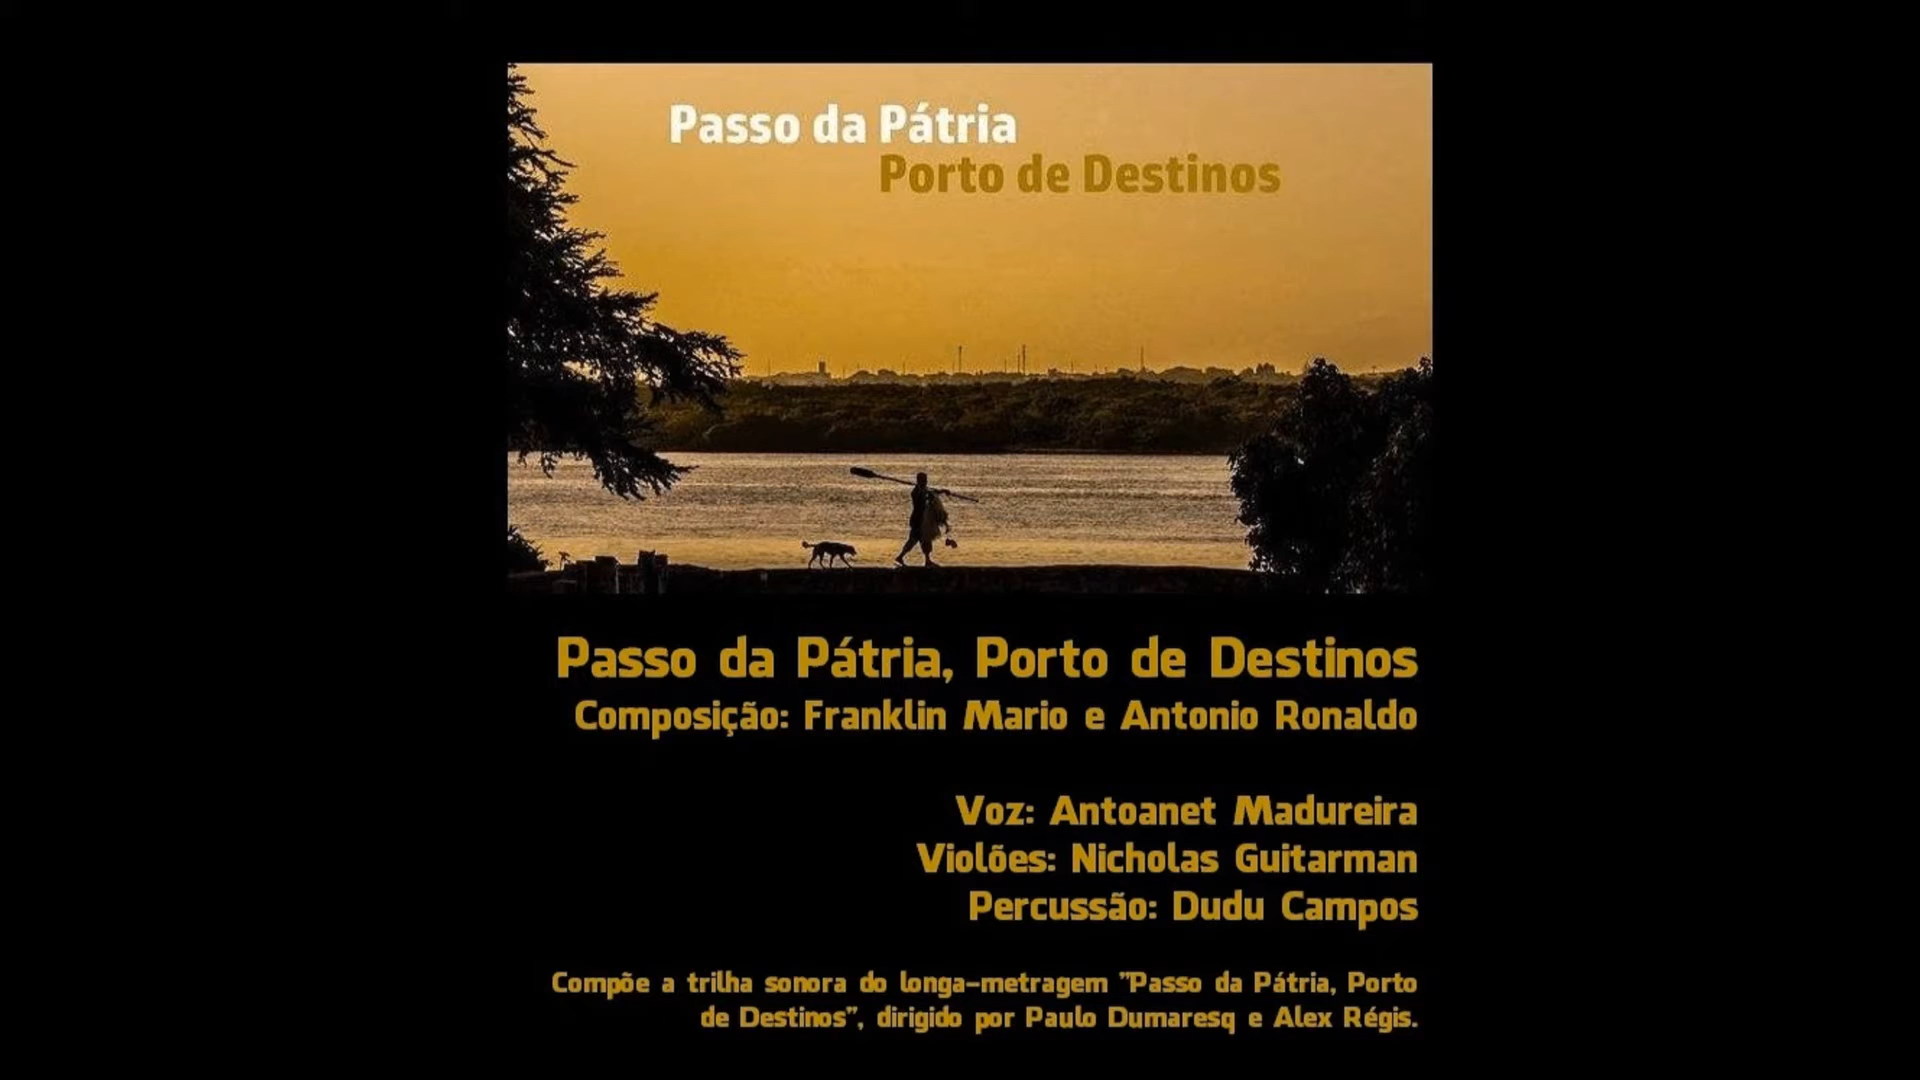 Passo da Pátria
Porto de Destinos
Passo da Pátria, Porto de Destinos
Composição: Franklin Mario e Antonio Ronaldo
Voz: Antoanet Madureira
Violões: Nicholas Guitarman
Percussão: Dudu Campos
Compõe a trilha sonora do longa-metragem "Passo da Pátria, Porto
de Destinos", dirigido por Paulo Dumaresq e Alex Régis.